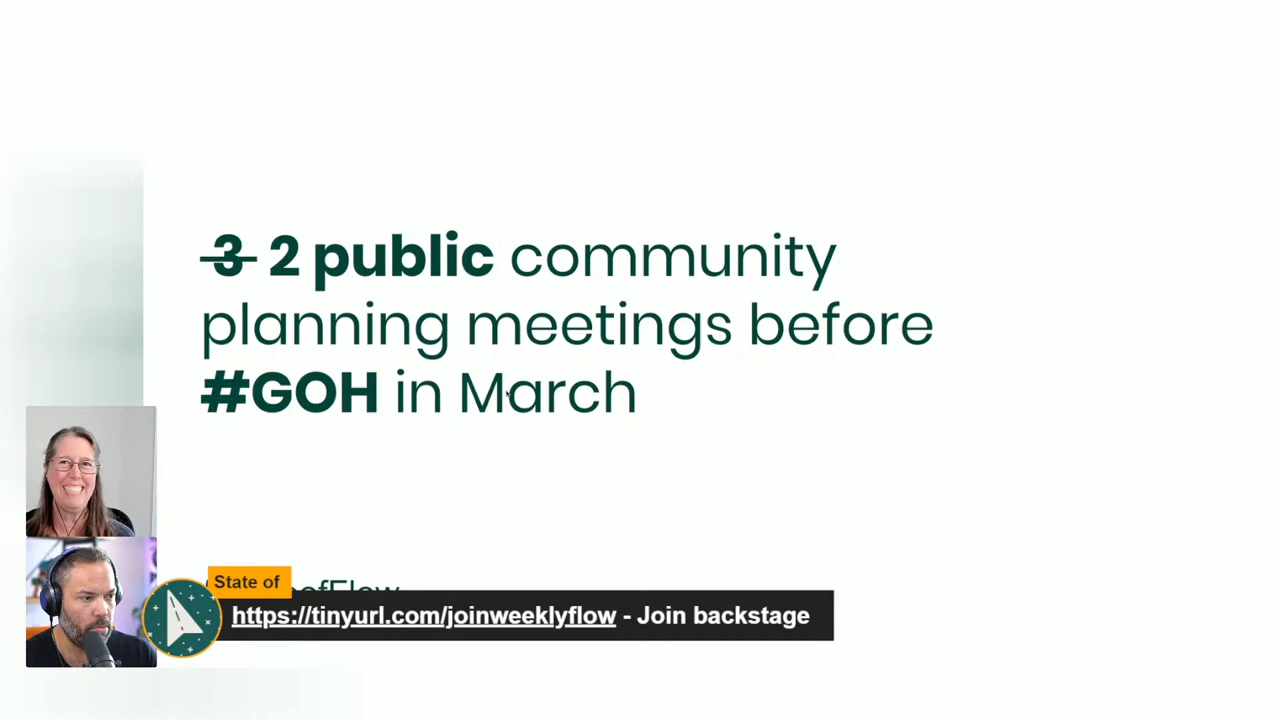 3 2 public community
planning meetings before
#GOH in March
State of
https://tinyurl.com/joinweeklyflow - Join backstage